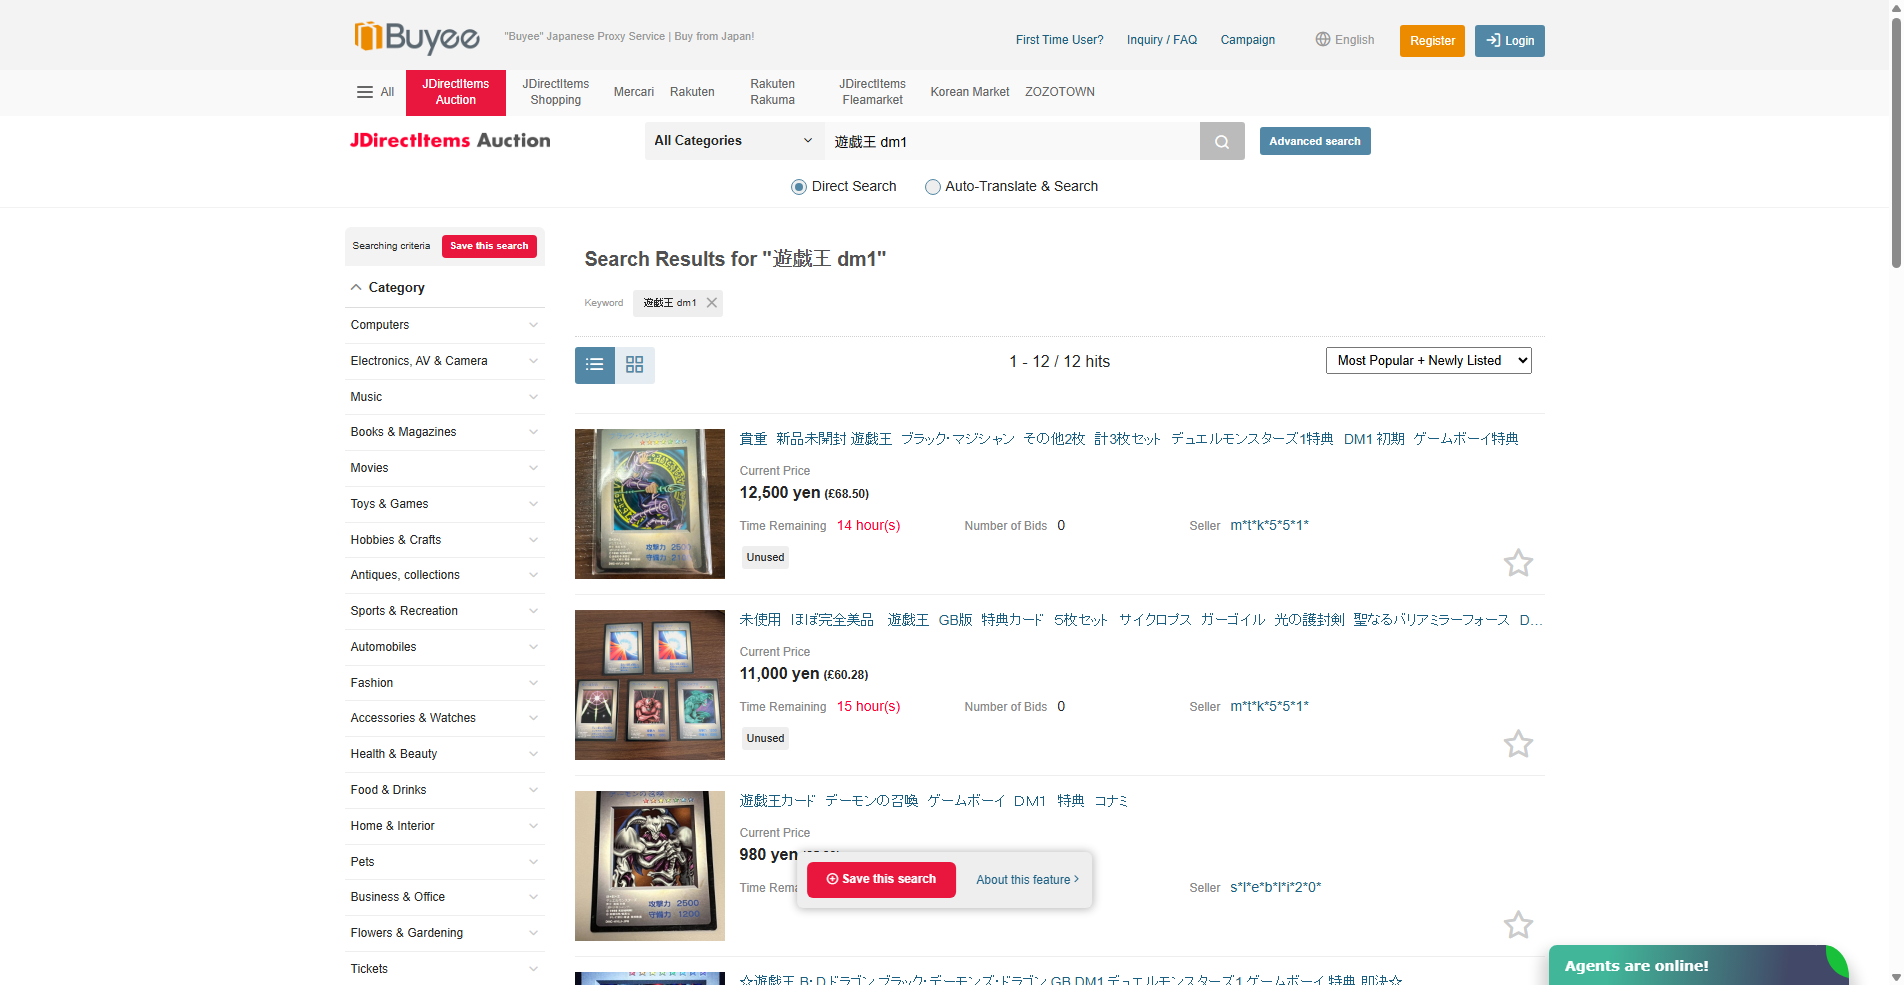 Buyee
"Buyee" Japanese Proxy Service | Buy from Japan!
First Time User?
Inquiry / FAQ
Campaign
English
Register
Login
All
JDirectItems Auction
JDirectItems Shopping
Mercari
Rakuten
Rakuten Rakuma
JDirectItems Fleamarket
Korean Market
ZOZOTOWN
JDirectItems Auction
All Categories
遊戯王 dm1
Advanced search
Direct Search
Auto-Translate & Search
Searching criteria
Save this search
Category
Computers
Electronics, AV & Camera
Music
Books & Magazines
Movies
Toys & Games
Hobbies & Crafts
Antiques, collections
Sports & Recreation
Automobiles
Fashion
Accessories & Watches
Health & Beauty
Food & Drinks
Home & Interior
Pets
Business & Office
Flowers & Gardening
Tickets
Search Results for "遊戯王 dm1"
Keyword 遊戯王 dm1
1 - 12 / 12 hits
Most Popular + Newly Listed
貴重 新品未開封 遊戯王 ブラック・マジシャン その他2枚 計3枚セット デュエルモンスターズ1特典 DM1 初期 ゲームボーイ特典
Current Price
12,500 yen (£68.50)
Time Remaining 14 hour(s) Number of Bids 0 Seller m*t*k*5*5*1*
Unused
攻撃力 2500
未使用 ほぼ完全美品 遊戯王 GB版 特典カード 5枚セット サイクロプス ガーゴイル 光の護封剣 聖なるバリアミラーフォース D...
Current Price
11,000 yen (£60.28)
Time Remaining 15 hour(s) Number of Bids 0 Seller m*t*k*5*5*1*
Unused
遊戯王カード デーモンの召喚 ゲームボーイ DM1 特典 コナミ
Current Price
980 yen
Time Rema
Seller s*l*e*b*l*i*2*0*
攻撃力 2500
守備力 1200
Save this search
About this feature
☆遊戯王 B・Dドラゴン ブラック・デーモンズ・ドラゴン GB DM1 デュエルモンスターズ1 ゲームボーイ 特典 即決☆
Agents are online!